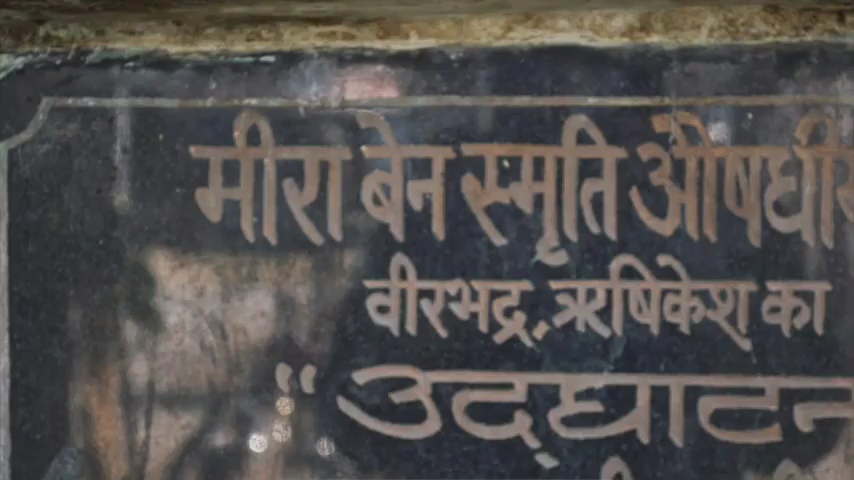 मीरा बेन स्मृति औषधी
वीरभद्र, ऋषिकेश का
" उद्घाटन